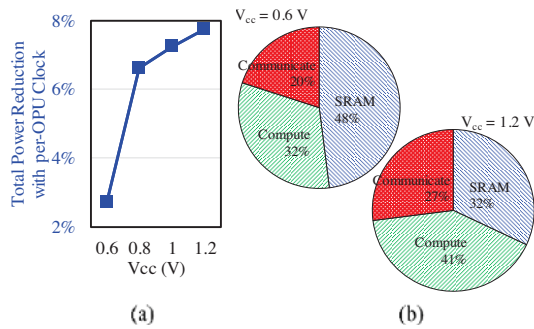 Total Power Reduction
with per-OPU Clock
8%
6%
4%
2%
0.6 0.8 1 1.2
Vcc (V)
(a)
Vcc = 0.6 V
Communicate
20%
SRAM
48%
Compute
32%
Vcc = 1.2 V
Communicate
27%
SRAM
32%
Compute
41%
(b)